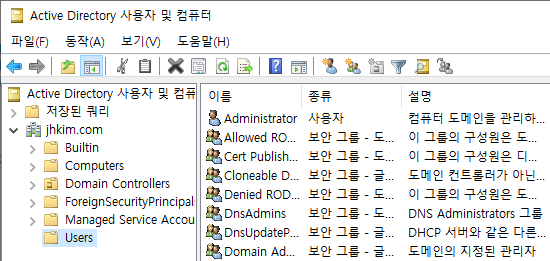 Active Directory 사용자 및 컴퓨터
파일(F) 동작(A) 보기(V) 도움말(H)
Active Directory 사용자 및 컴퓨
저장된 쿼리
jhkim.com
Builtin
Computers
Domain Controllers
ForeignSecurityPrincipals
Managed Service Accou
Users
이름 종류 설명
Administrator 사용자 컴퓨터 도메인을 관리하...
Allowed RO... 보안 그룹 - 도... 이 그룹의 구성원은 도...
Cert Publish... 보안 그룹 - 도... 이 그룹의 구성원은 디...
Cloneable D... 보안 그룹 - 글... 도메인 컨트롤러가 아닌...
Denied ROD... 보안 그룹 - 도... 이 그룹의 구성원은 도...
DnsAdmins 보안 그룹 - 도... DNS Administrators 그룹
DnsUpdateP... 보안 그룹 - 글... DHCP 서버와 같은 다른...
Domain Ad... 보안 그룹 - 글... 도메인의 지정된 관리자